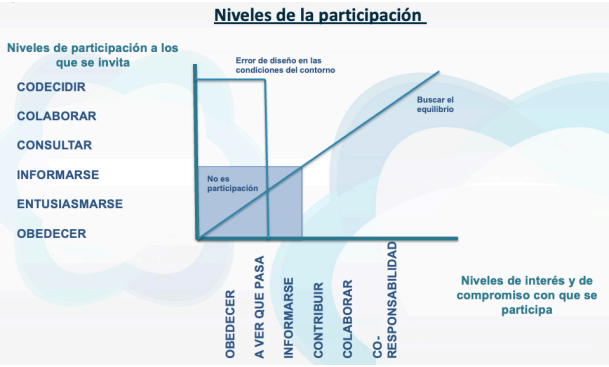 Niveles de la participación
Niveles de participación a los
que se invita
CODECIDIR
COLABORAR
CONSULTAR
INFORMARSE
ENTUSIASMARSE
OBEDECER
Error de diseño en las
condiciones del contorno
Buscar el
equilibrio
No es
participación
OBEDECER
A VER QUE PASA
INFORMARSE
CONTRIBUIR
COLABORAR
CO-
RESPONSABILIDAD
Niveles de interés y de
compromiso con que se
participa